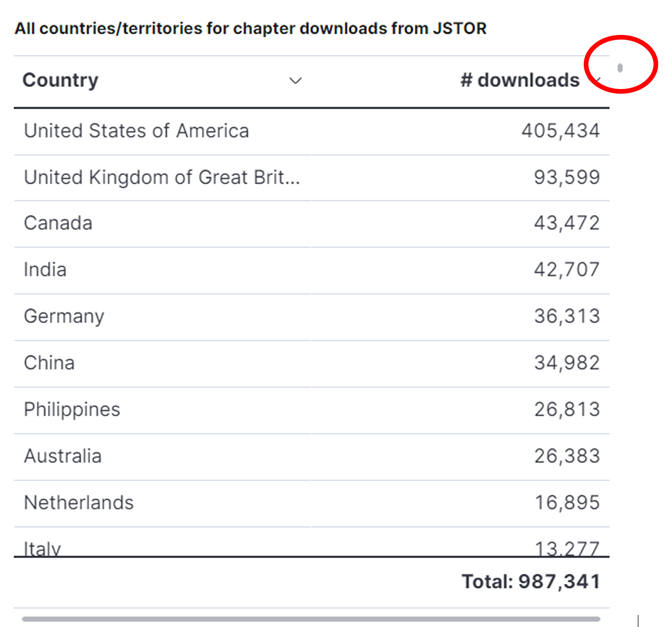 All countries/territories for chapter downloads from JSTOR
Country # downloads
United States of America 405,434
United Kingdom of Great Brit... 93,599
Canada 43,472
India 42,707
Germany 36,313
China 34,982
Philippines 26,813
Australia 26,383
Netherlands 16,895
Italy 13,277
Total: 987,341